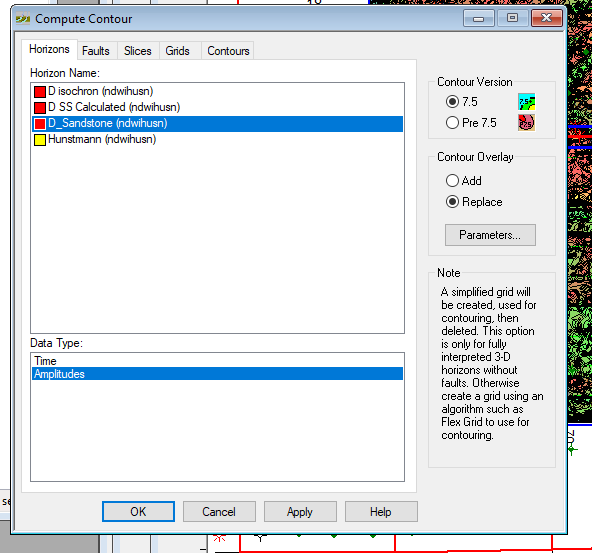 Compute Contour
Horizons Faults Slices Grids Contours
Horizon Name:
D isochron (ndwihusn)
D SS Calculated (ndwihusn)
D_Sandstone (ndwihusn)
Hunstmann (ndwihusn)
Data Type:
Time
Amplitudes
Contour Version
7.5
Pre 7.5
Contour Overlay
Add
Replace
Parameters...
Note
A simplified grid will
be created, used for
contouring, then
deleted. This option
is only for fully
interpreted 3-D
horizons without
faults. Otherwise
create a grid using an
algorithm such as
Flex Grid to use for
contouring.
OK Cancel Apply Help